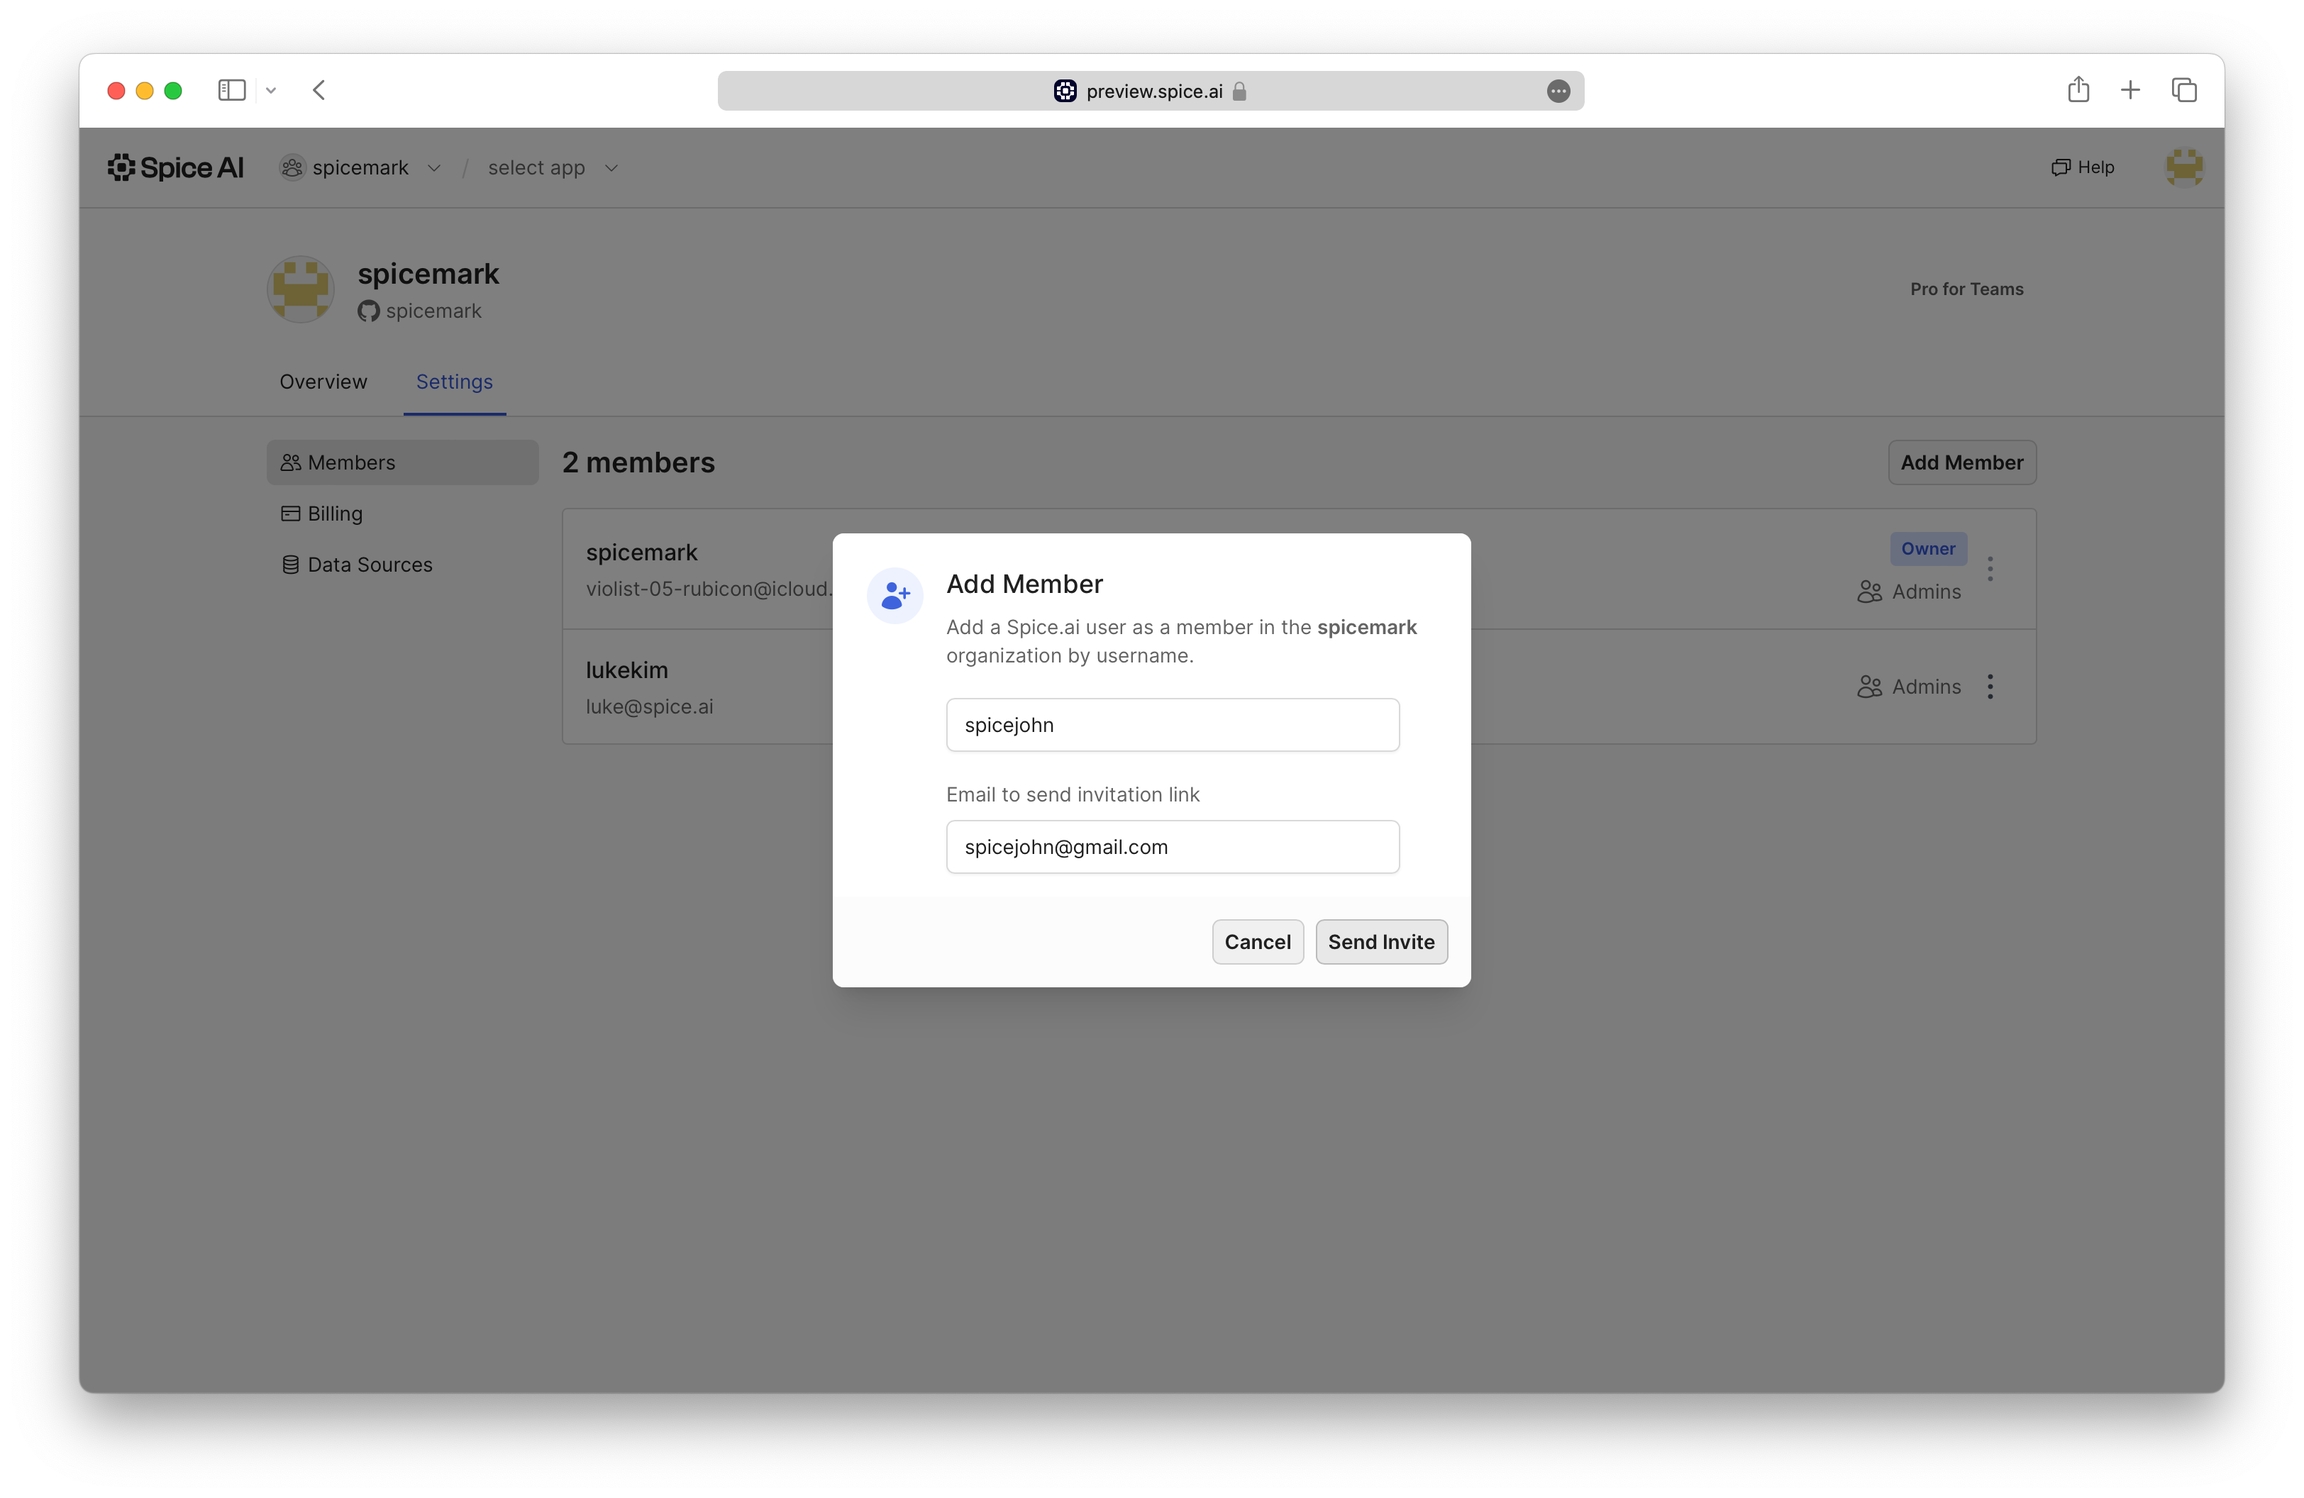 preview.spice.ai
Spice AI
spicemark
/
select app
Help
spicemark
spicemark
Pro for Teams
Overview
Settings
Members
Billing
Data Sources
2 members
Add Member
spicemark
violist-05-rubicon@icloud.
Owner
Admins
lukekim
luke@spice.ai
Admins
Add Member
Add a Spice.ai user as a member in the spicemark
organization by username.
spicejohn
Email to send invitation link
spicejohn@gmail.com
Cancel
Send Invite